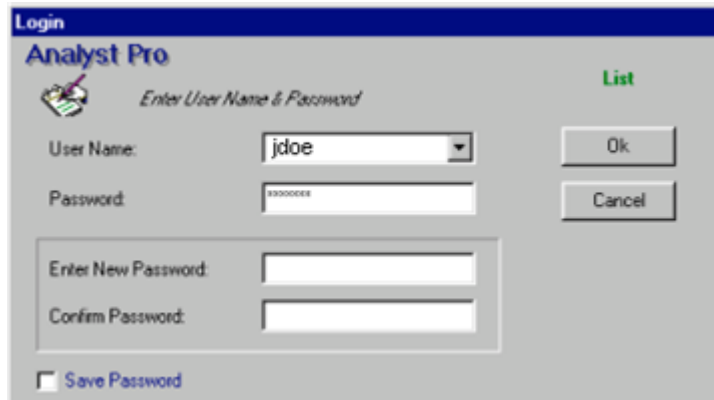 Login
Analyst Pro
List
Enter User Name & Password
User Name: jdoe Ok
Password: ******** Cancel
Enter New Password:
Confirm Password:
Save Password